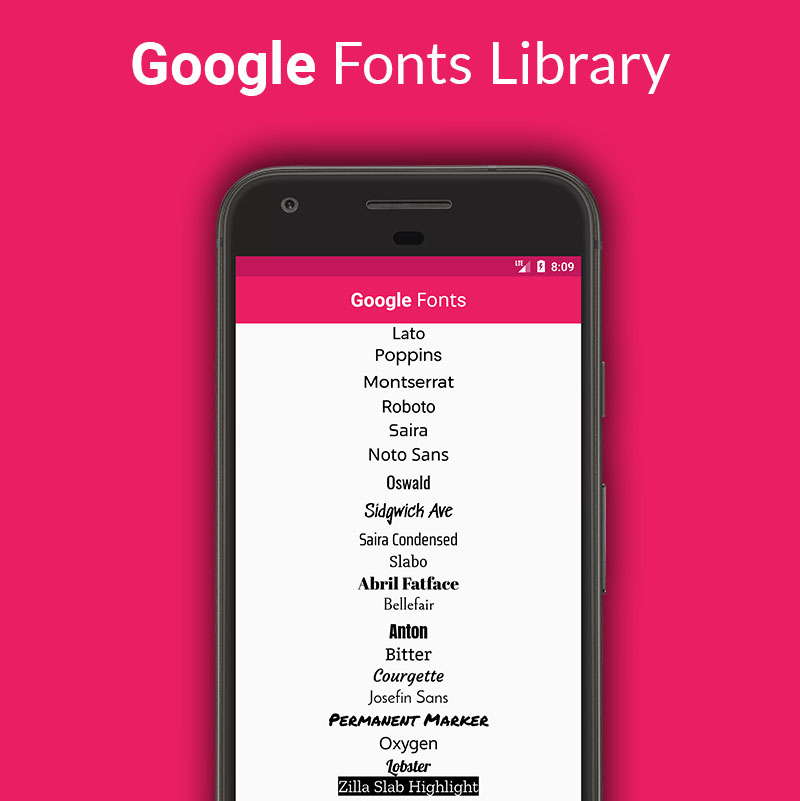 Google Fonts Library
LTE 8:09
Google Fonts
Lato
Poppins
Montserrat
Roboto
Saira
Noto Sans
Oswald
Sidgwick Ave
Saira Condensed
Slabo
Abril Fatface
Bellefair
Anton
Bitter
Courgette
Josefin Sans
Permanent Marker
Oxygen
Lobster
Zilla Slab Highlight